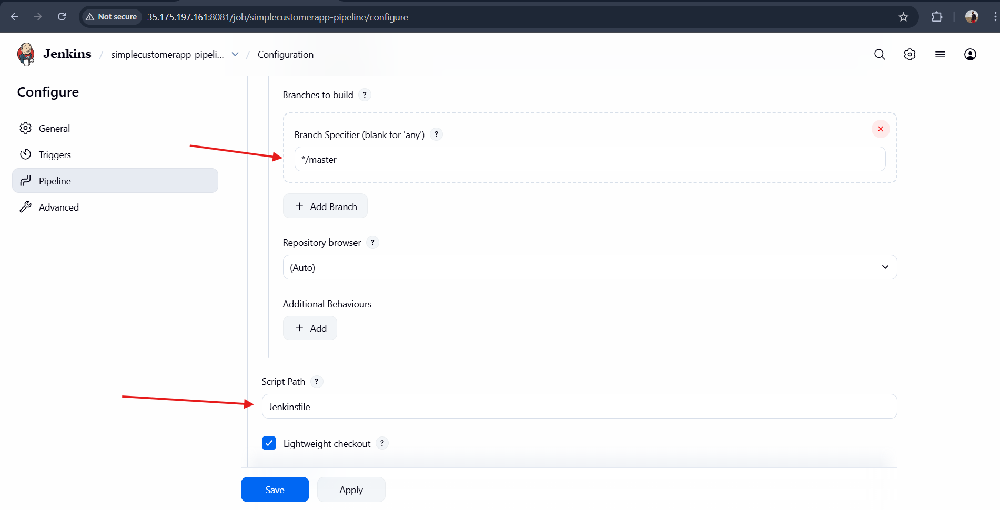 Not secure 35.175.197.161:8081/job/simplecustomerapp-pipeline/configure
Jenkins / simplecustomerapp-pipeli... / Configuration
Configure
General
Triggers
Pipeline
Advanced
Branches to build ?
Branch Specifier (blank for 'any') ?
*/master
+ Add Branch
Repository browser ?
(Auto)
Additional Behaviours
+ Add
Script Path ?
Jenkinsfile
Lightweight checkout ?
Save Apply